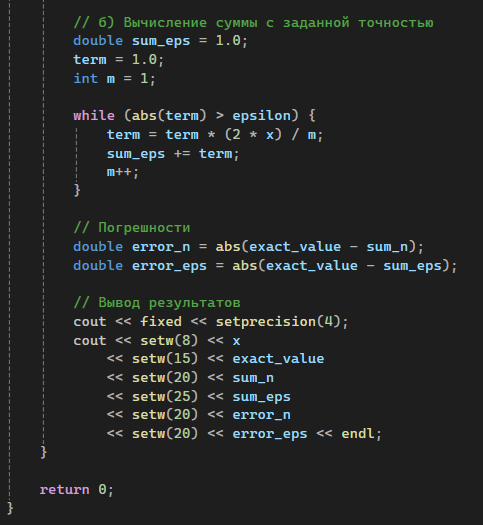 // б) Вычисление суммы с заданной точностью
double sum_eps = 1.0;
term = 1.0;
int m = 1;
while (abs(term) > epsilon) {
term = term * (2 * x) / m;
sum_eps += term;
m++;
}
// Погрешности
double error_n = abs(exact_value - sum_n);
double error_eps = abs(exact_value - sum_eps);
// Вывод результатов
cout << fixed << setprecision(4);
cout << setw(8) << x
<< setw(15) << exact_value
<< setw(20) << sum_n
<< setw(25) << sum_eps
<< setw(20) << error_n
<< setw(20) << error_eps << endl;
}
return 0;
}